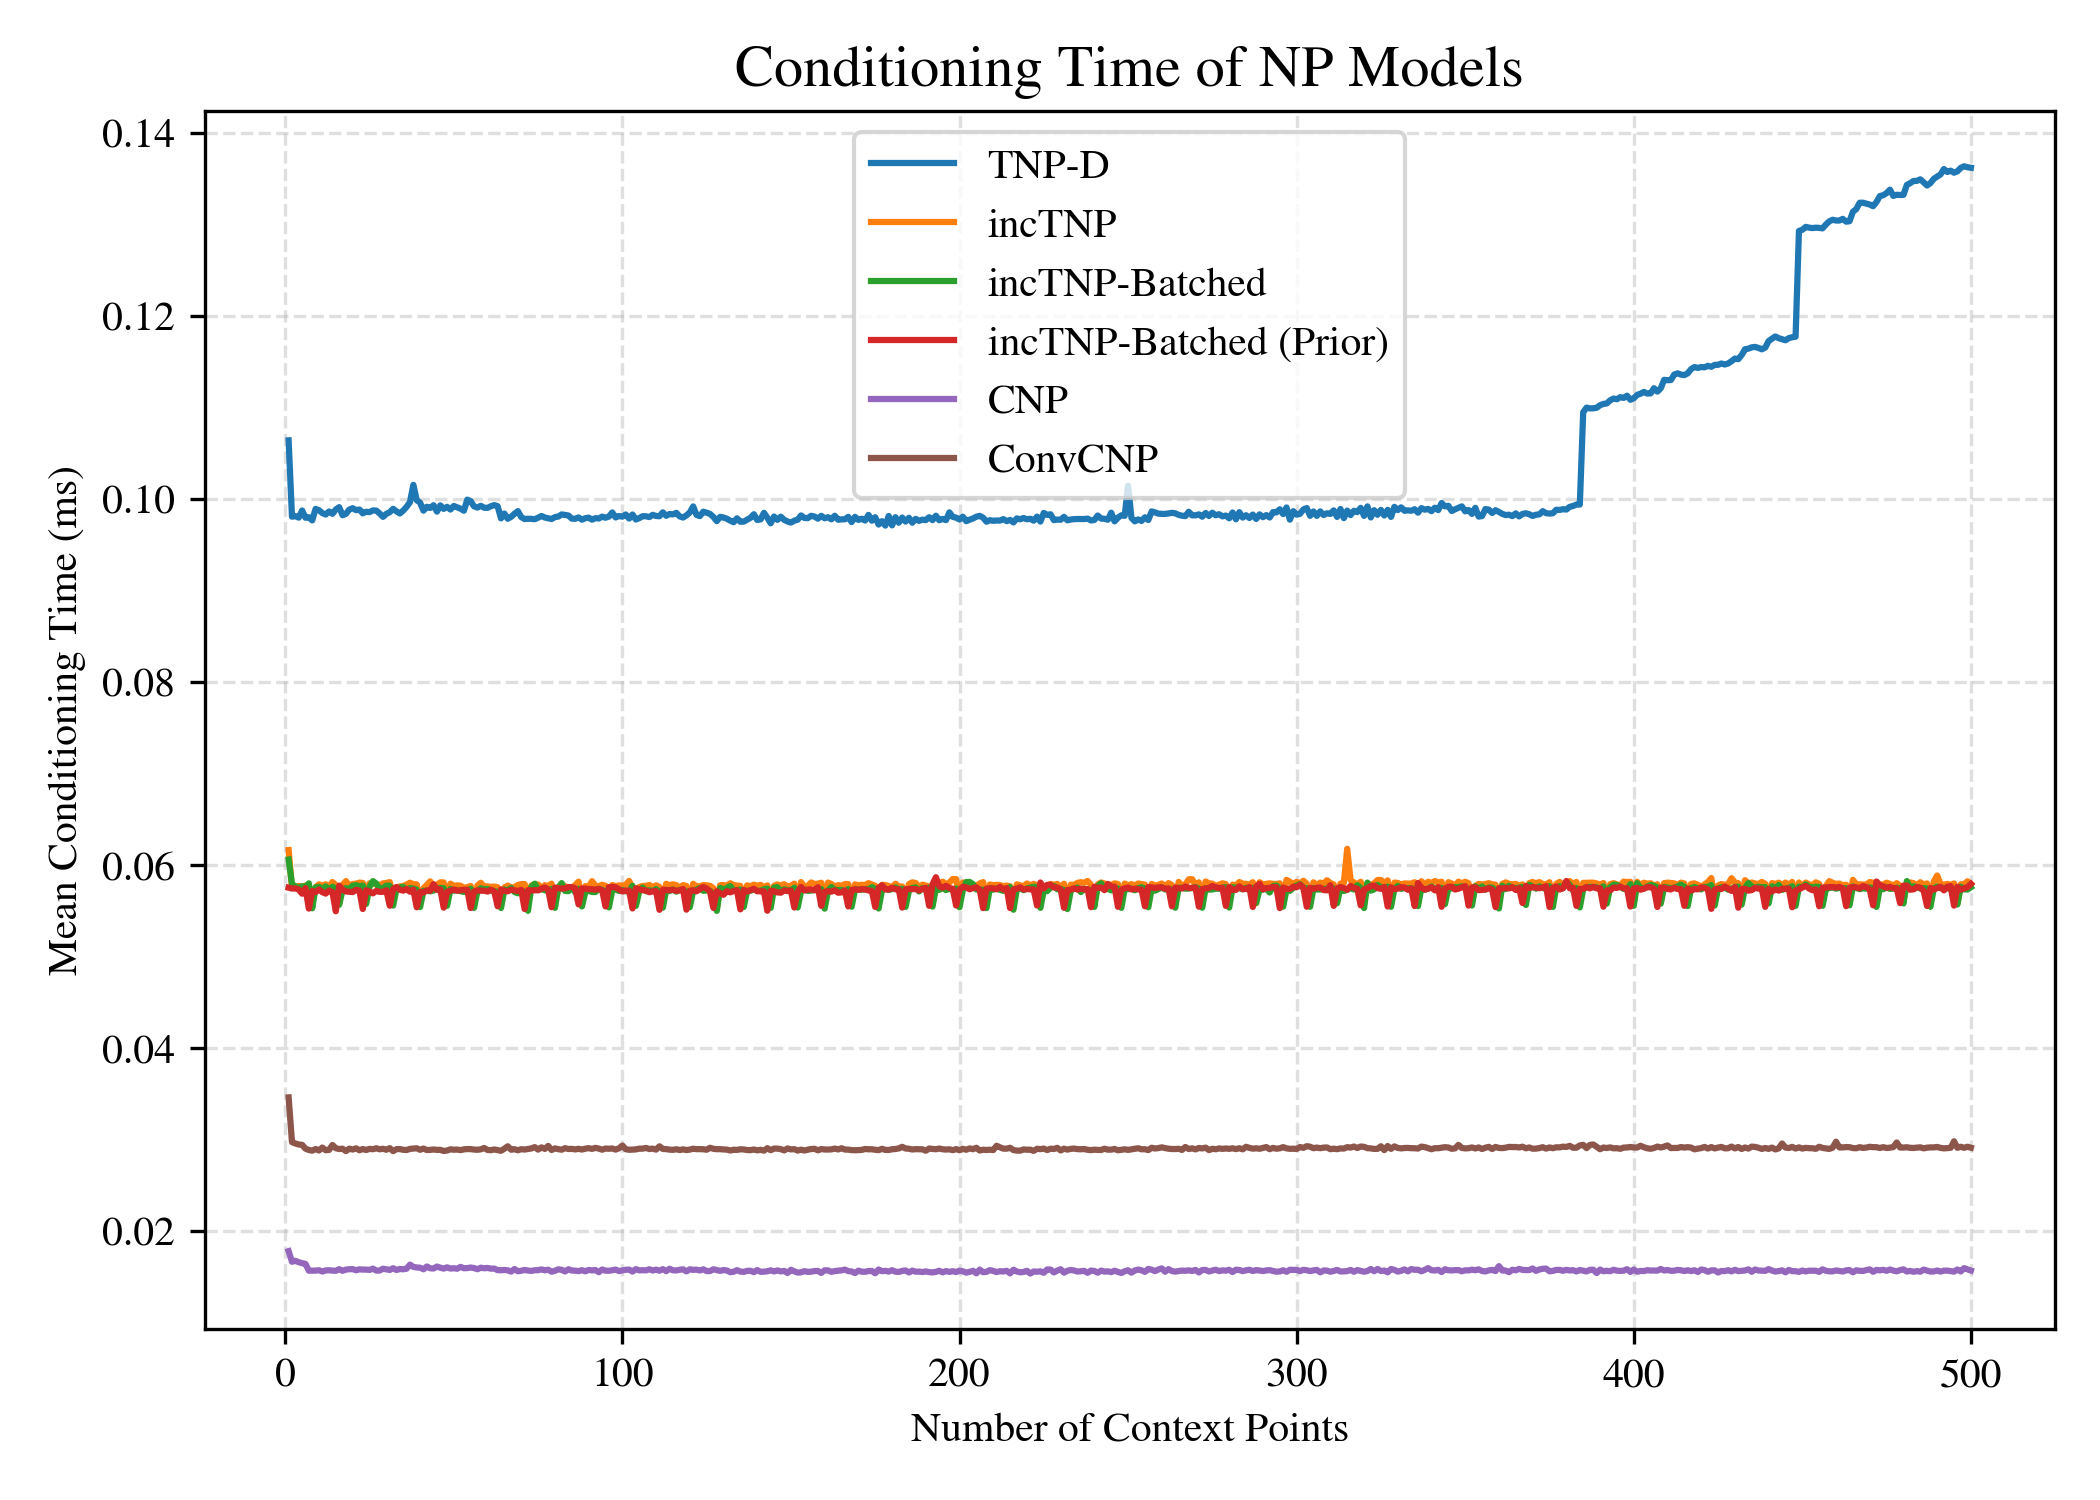 Conditioning Time of NP Models
Mean Conditioning Time (ms)
0.14
0.12
0.10
0.08
0.06
0.04
0.02
TNP-D
incTNP
incTNP-Batched
incTNP-Batched (Prior)
CNP
ConvCNP
0 100 200 300 400 500
Number of Context Points